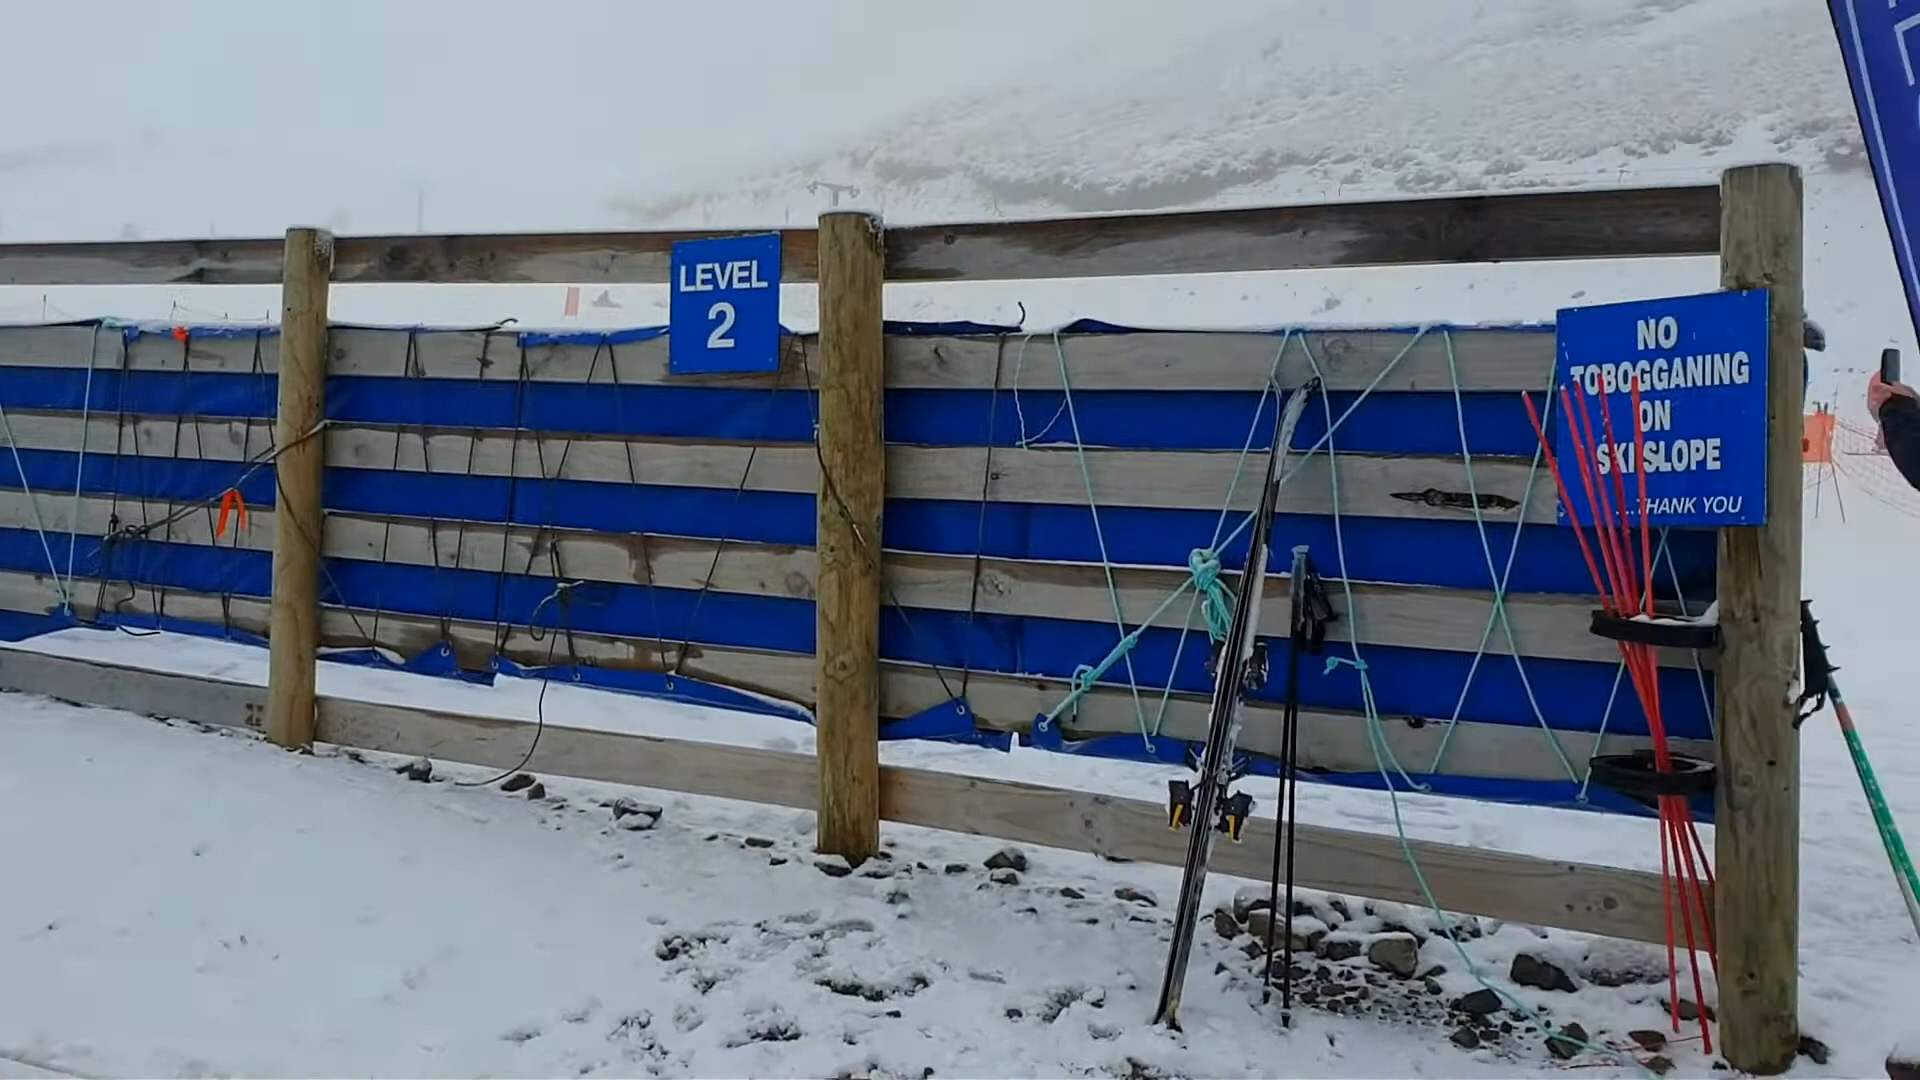 LEVEL
2
NO
TOBOGGANING
ON
SKI SLOPE
...THANK YOU